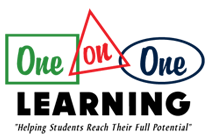 One on One
LEARNING
"Helping Students Reach Their Full Potential"